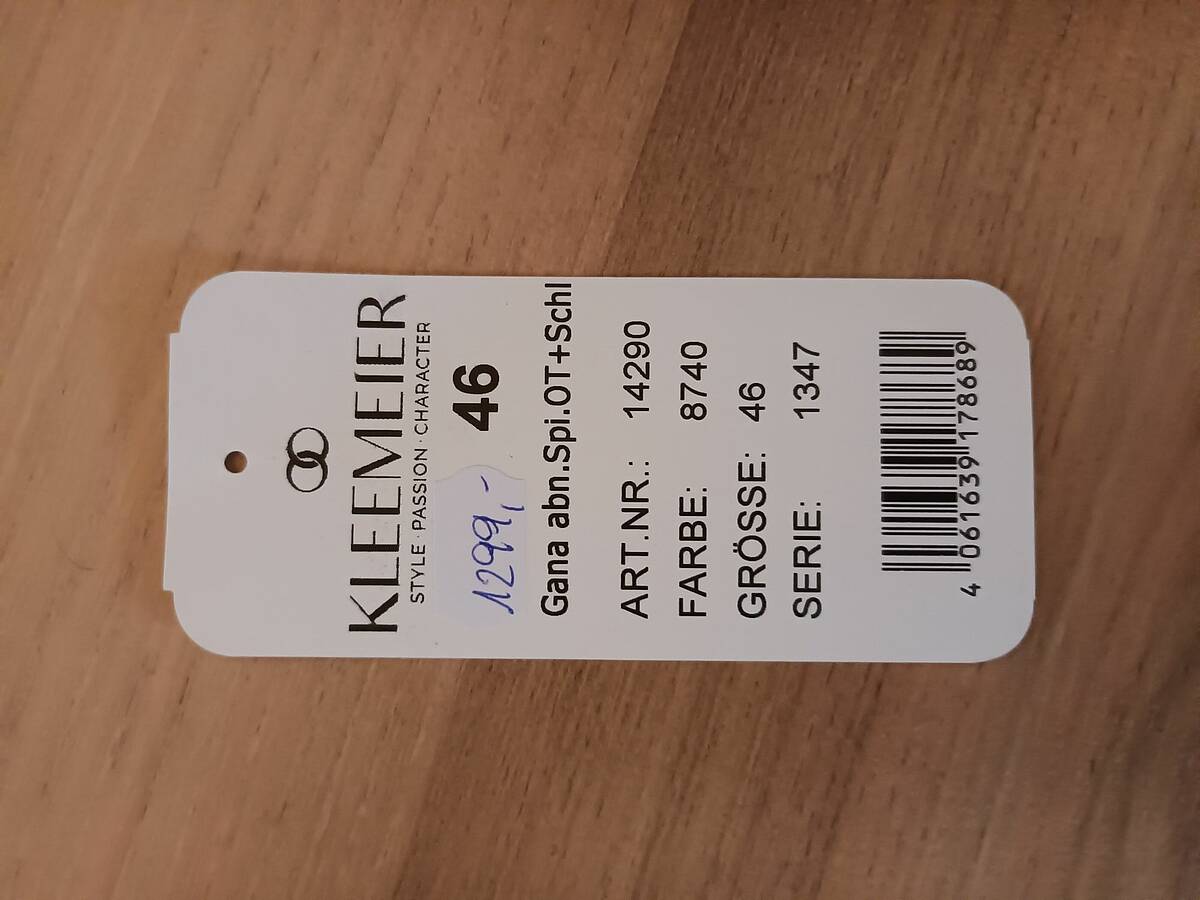 KLEEMEIER
STYLE · PASSION · CHARACTER
1299,-
46
Gana abn.Spi.OT+Schl
ART.NR.: 14290
FARBE: 8740
GRÖSSE: 46
SERIE: 1347
4 061639 178689